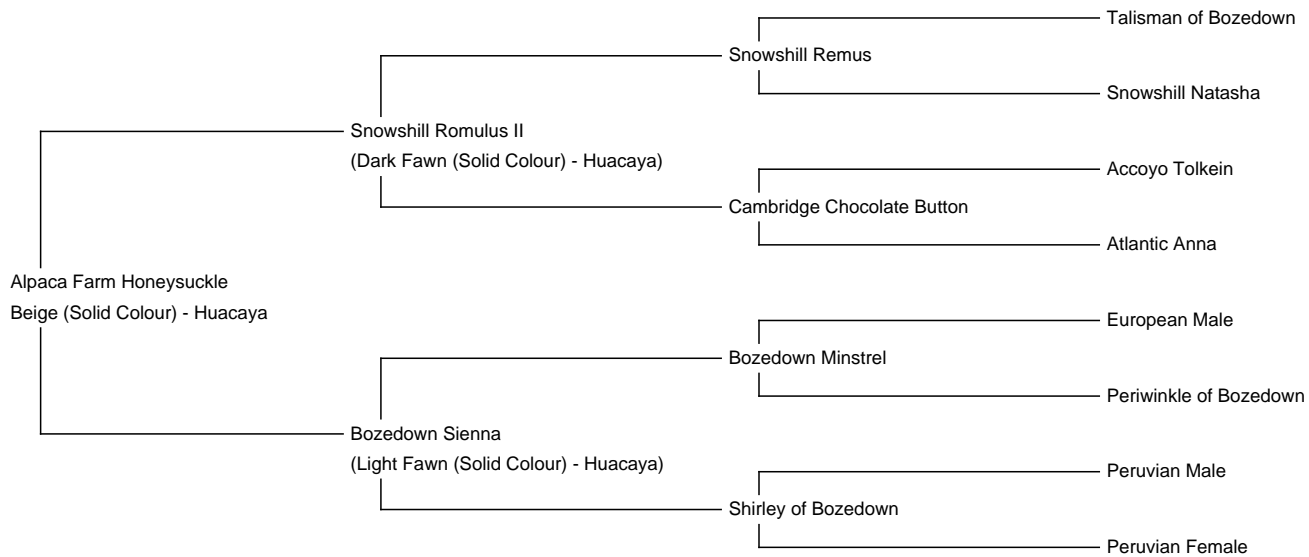 Talisman of Bozedown
Snowshill Remus
Snowshill Natasha
Snowshill Romulus II
(Dark Fawn (Solid Colour) - Huacaya)
Accoyo Tolkein
Cambridge Chocolate Button
Atlantic Anna
Alpaca Farm Honeysuckle
Beige (Solid Colour) - Huacaya
European Male
Bozedown Minstrel
Periwinkle of Bozedown
Bozedown Sienna
(Light Fawn (Solid Colour) - Huacaya)
Peruvian Male
Shirley of Bozedown
Peruvian Female